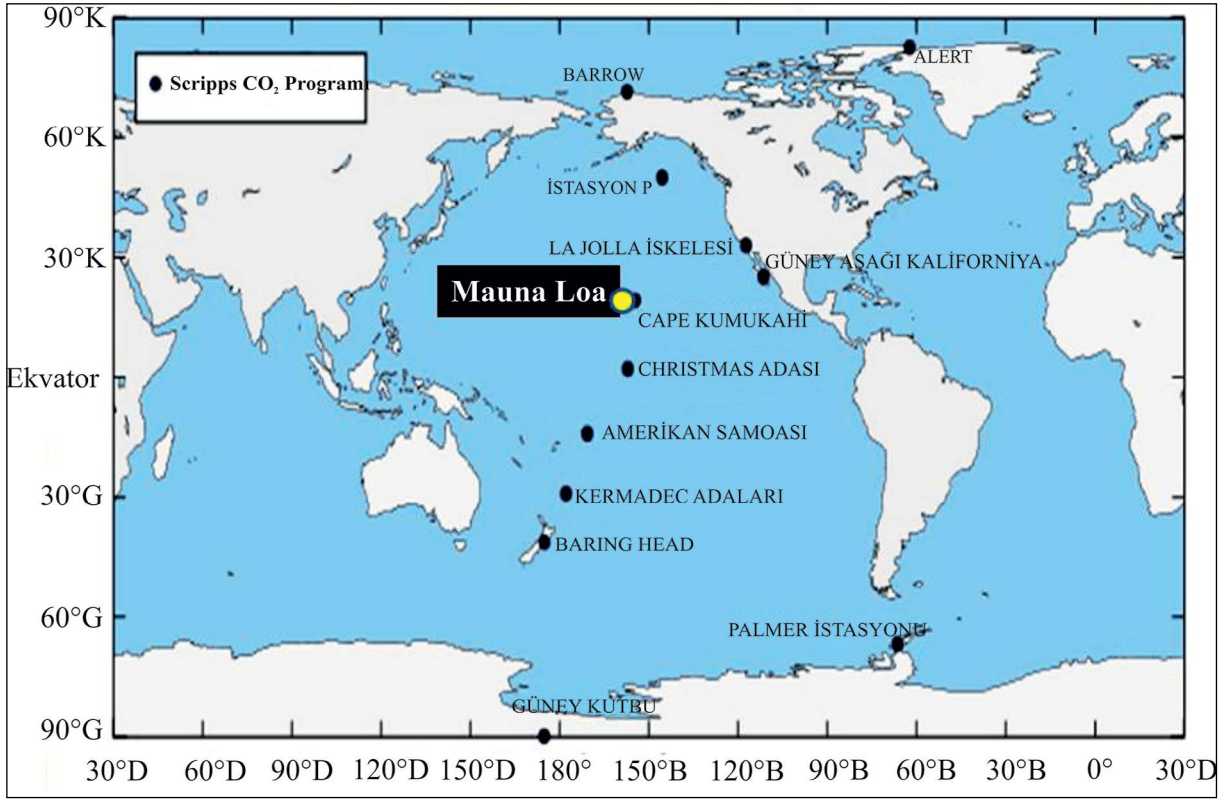 90°K
Scripps CO₂ Programı
ALERT
BARROW
60°K
İSTASYON P
LA JOLLA İSKELESİ
30°K
GÜNEY AŞAĞI KALİFORNİYA
Mauna Loa
CAPE KUMUKAHİ
Ekvator
CHRISTMAS ADASI
AMERİKAN SAMOASI
30°G
KERMADEC ADALARI
BARING HEAD
60°G
PALMER İSTASYONU
GÜNEY KUTBU
90°G
30°D 60°D 90°D 120°D 150°D 180° 150°B 120°B 90°B 60°B 30°B 0° 30°D